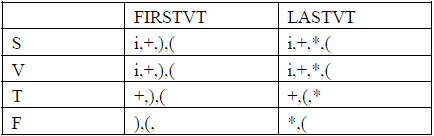 FIRSTVT LASTVT
S i,+,),( i,+,*,(
V i,+,),( i,+,*,(
T +,),( +,(,*
F ),(, *,(